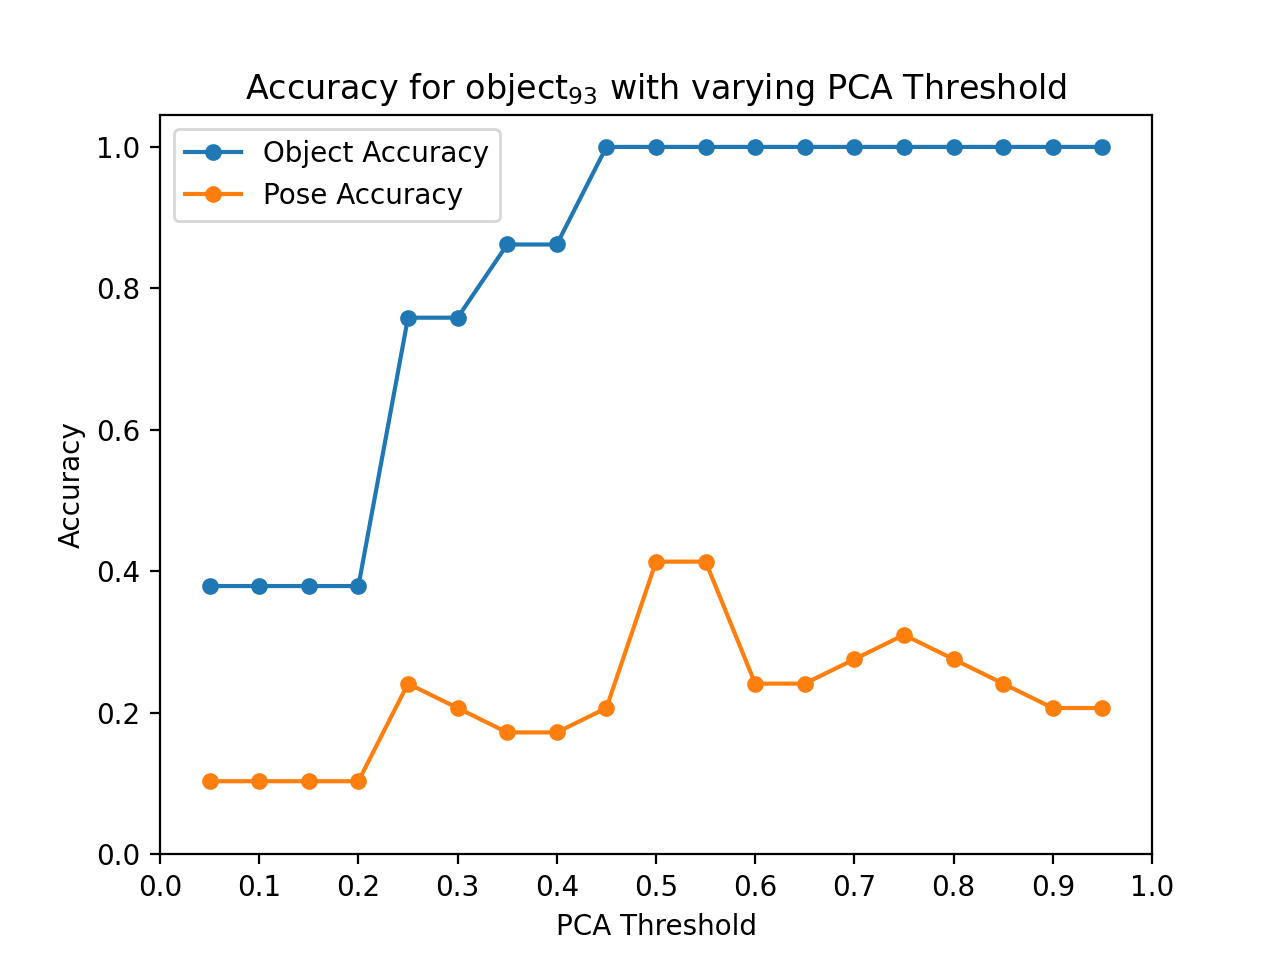 Accuracy for object₉₃ with varying PCA Threshold
Object Accuracy
Pose Accuracy
Accuracy
1.0
0.8
0.6
0.4
0.2
0.0
0.0 0.1 0.2 0.3 0.4 0.5 0.6 0.7 0.8 0.9 1.0
PCA Threshold